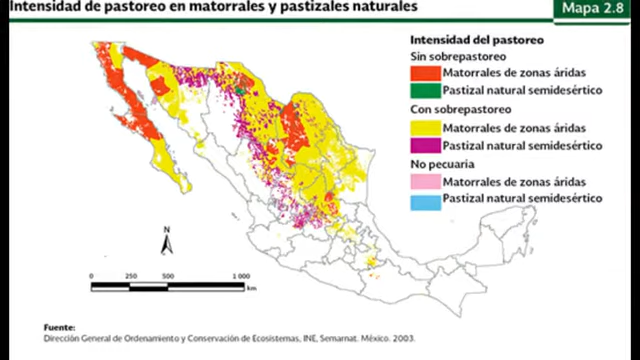 Intensidad de pastoreo en matorrales y pastizales naturales
Mapa 2.8
Intensidad del pastoreo
Sin sobrepastoreo
Matorrales de zonas áridas
Pastizal natural semidesértico
Con sobrepastoreo
Matorrales de zonas áridas
Pastizal natural semidesértico
No pecuaria
Matorrales de zonas áridas
Pastizal natural semidesértico
N
0 250 500 1 000
km
Fuente:
Dirección General de Ordenamiento y Conservación de Ecosistemas, INE, Semarnat. México. 2003.